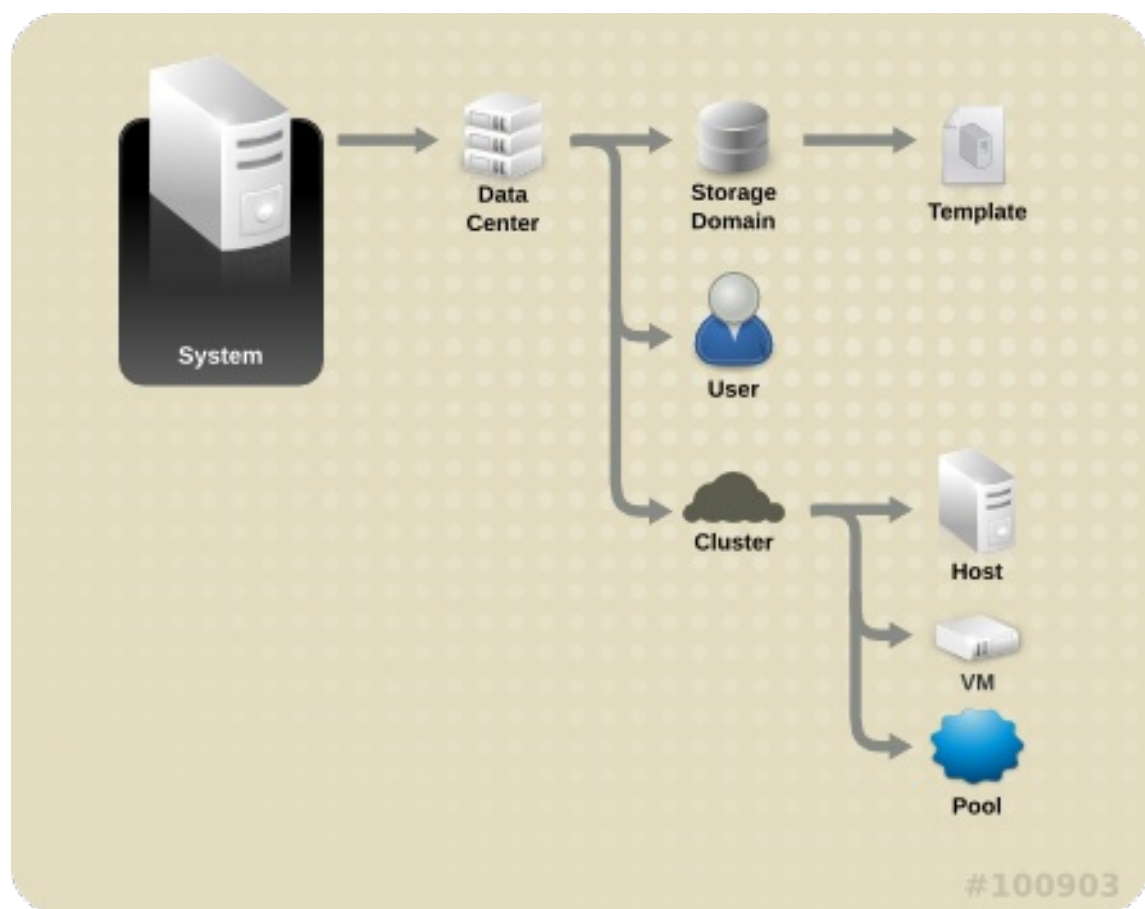 Data
Center
Storage
Domain
Template
System
User
Cluster
Host
VM
Pool
#100903